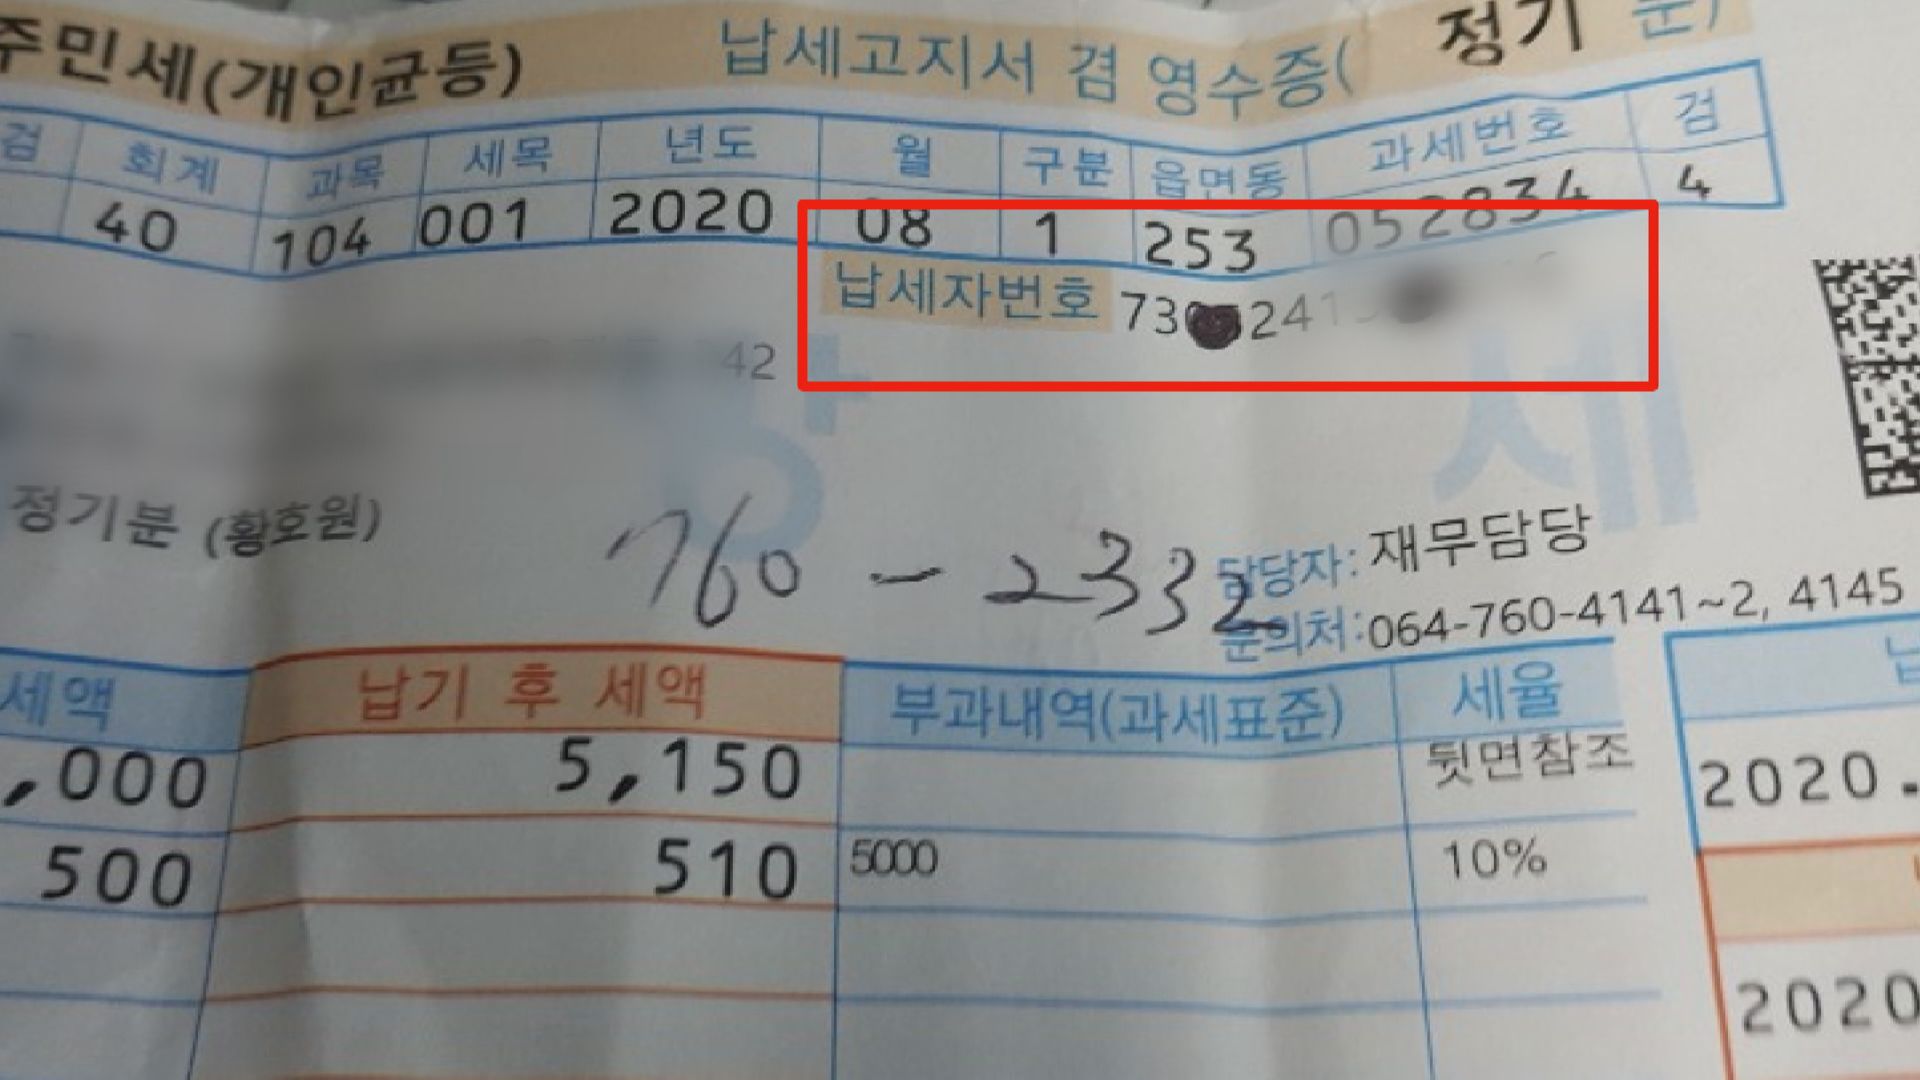 주민세(개인균등) 납세고지서 겸 영수증( 정기 분)
검 회계 과목 세목 년도 월 구분 읍면동 과세번호 검
40 104 001 2020 08 1 253 052834 4
납세자번호 73 24
42
정기분 (황호원)
760-2332
담당자: 재무담당
문의처: 064-760-4141~2, 4145
세액 납기 후 세액 부과내역(과세표준) 세율
,000 5,150 뒷면참조 2020.
500 510 5000 10%
2020
세